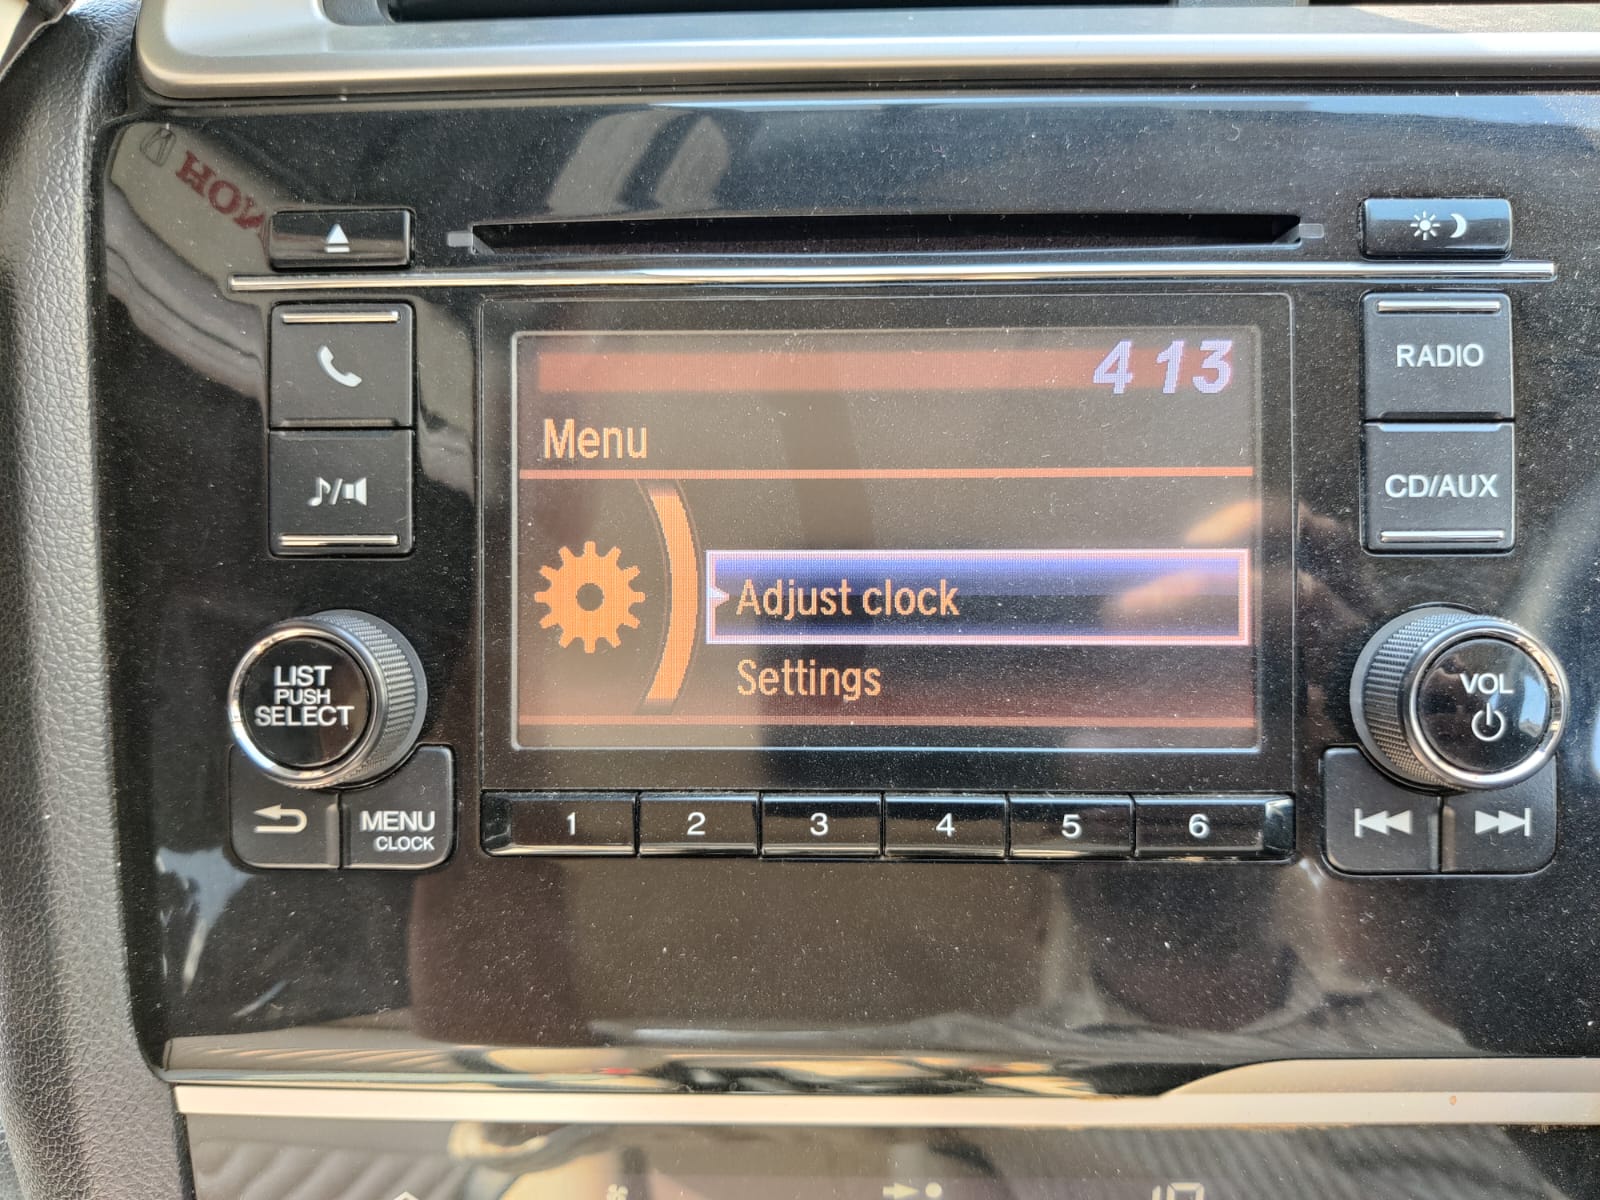 HON
RADIO
4 13
Menu
CD/AUX
Adjust clock
Settings
LIST
PUSH
SELECT
VOL
MENU
CLOCK
1 2 3 4 5 6